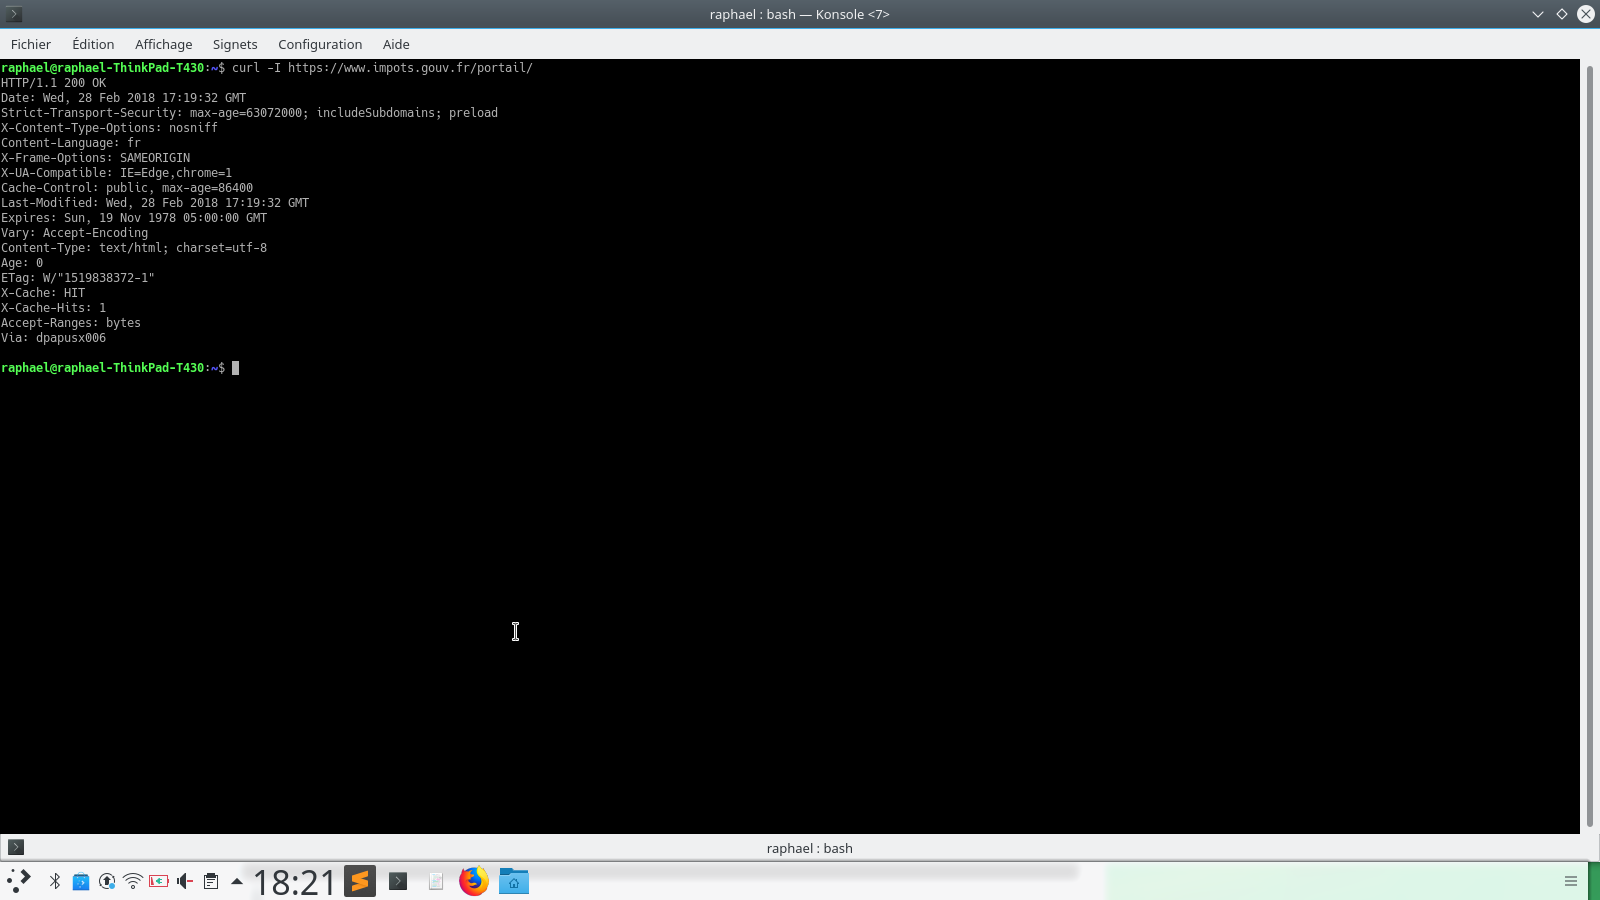 raphael : bash — Konsole <7>
Fichier Édition Affichage Signets Configuration Aide
raphael@raphael-ThinkPad-T430:~$ curl -I https://www.impots.gouv.fr/portail/
HTTP/1.1 200 OK
Date: Wed, 28 Feb 2018 17:19:32 GMT
Strict-Transport-Security: max-age=63072000; includeSubdomains; preload
X-Content-Type-Options: nosniff
Content-Language: fr
X-Frame-Options: SAMEORIGIN
X-UA-Compatible: IE=Edge,chrome=1
Cache-Control: public, max-age=86400
Last-Modified: Wed, 28 Feb 2018 17:19:32 GMT
Expires: Sun, 19 Nov 1978 05:00:00 GMT
Vary: Accept-Encoding
Content-Type: text/html; charset=utf-8
Age: 0
ETag: W/"1519838372-1"
X-Cache: HIT
X-Cache-Hits: 1
Accept-Ranges: bytes
Via: dpapusx006
raphael@raphael-ThinkPad-T430:~$
raphael : bash
18:21